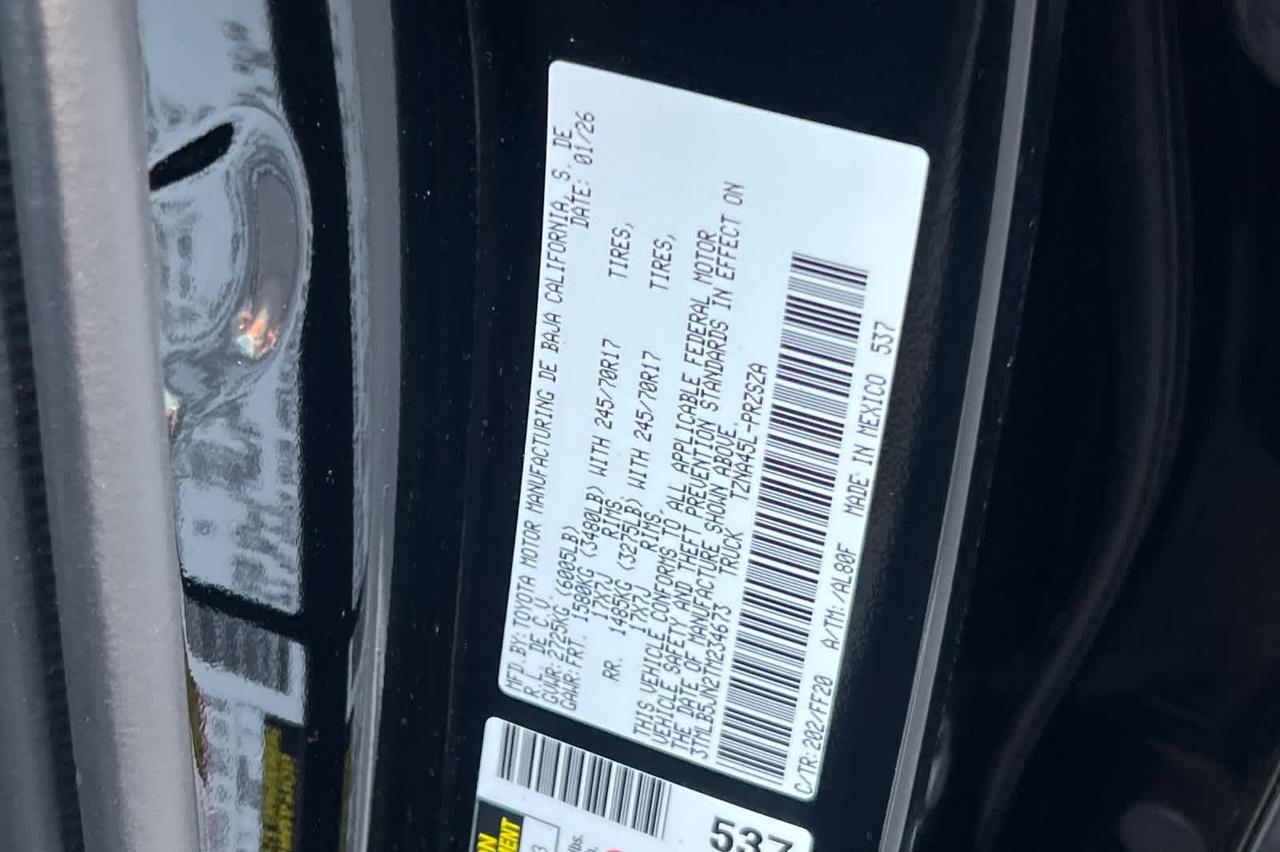 MFD.BY:TOYOTA MOTOR MANUFACTURING DE BAJA CALIFORNIA, S. DE
R.L. DE C.V. DATE: 01/26
GVWR:2725KG (6005LB)
GAWR:FRT. 1580KG (3480LB) WITH 245/70R17 TIRES,
17X7J RIMS
RR. 1485KG (3275LB) WITH 245/70R17 TIRES,
17X7J RIMS
THIS VEHICLE CONFORMS TO ALL APPLICABLE FEDERAL MOTOR
VEHICLE SAFETY AND THEFT PREVENTION STANDARDS IN EFFECT ON
THE DATE OF MANUFACTURE SHOWN ABOVE.
3TMLB5JN2TM234673 TRUCK TZNA45L-PRZSZA
C/TR:202/FF20 A/TM:/AL80F MADE IN MEXICO 537
537